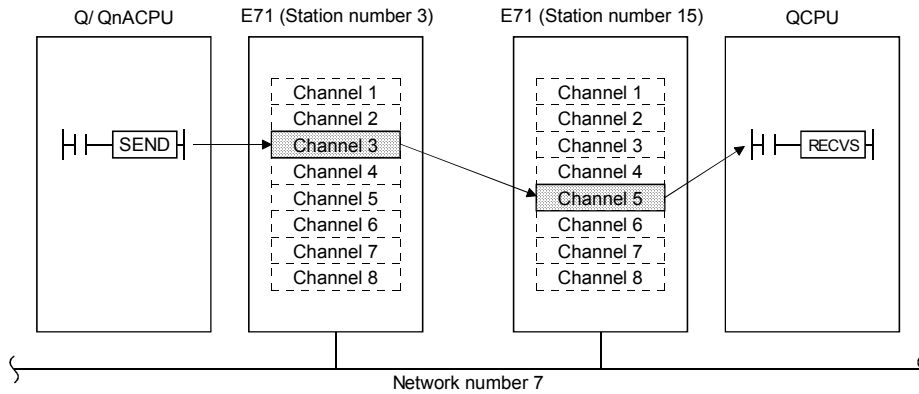 Q/ QnACPU
E71 (Station number 3)
E71 (Station number 15)
QCPU
SEND
Channel 1
Channel 2
Channel 3
Channel 4
Channel 5
Channel 6
Channel 7
Channel 8
Channel 1
Channel 2
Channel 3
Channel 4
Channel 5
Channel 6
Channel 7
Channel 8
RECVS
Network number 7